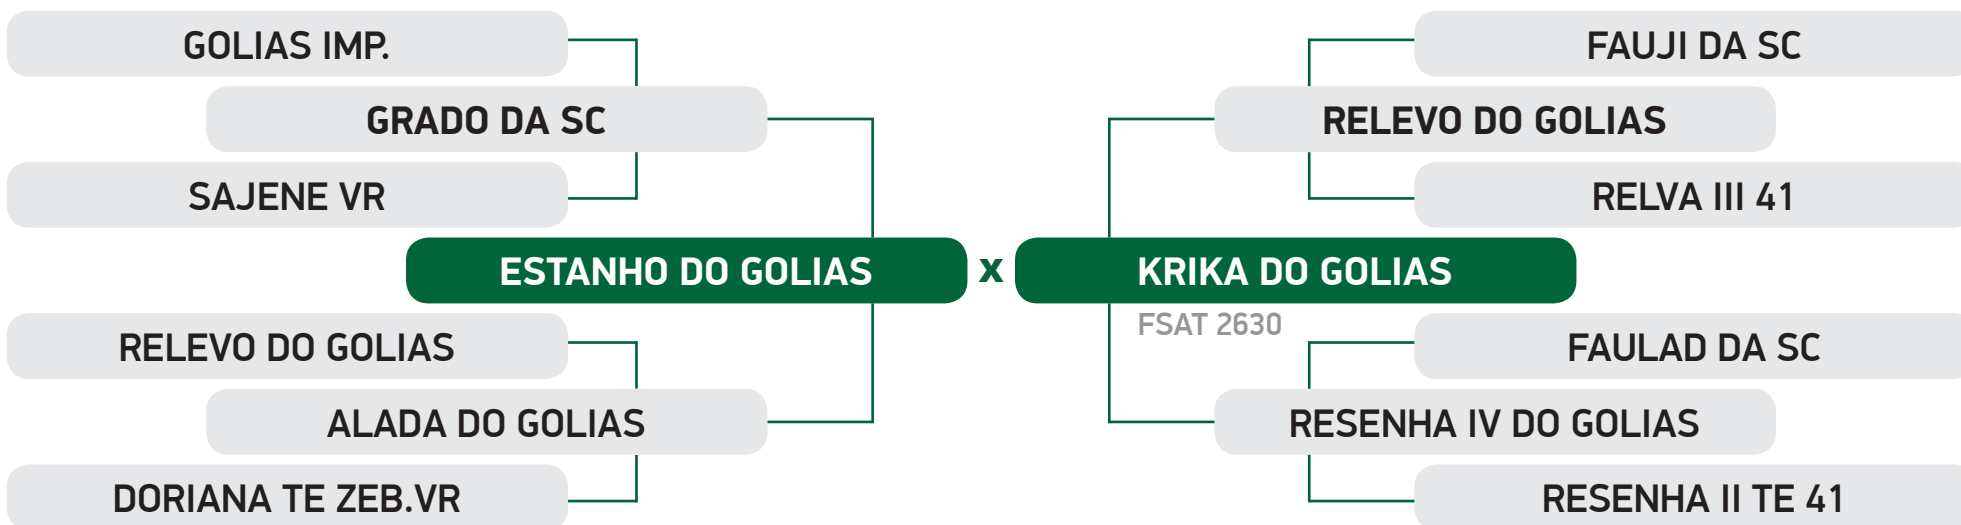 GOLIAS IMP.
FAUJI DA SC
GRADO DA SC
RELEVO DO GOLIAS
SAJENE VR
RELVA III 41
ESTANHO DO GOLIAS x KRIKA DO GOLIAS
FSAT 2630
RELEVO DO GOLIAS
FAULAD DA SC
ALADA DO GOLIAS
RESENHA IV DO GOLIAS
DORIANA TE ZEB.VR
RESENHA II TE 41